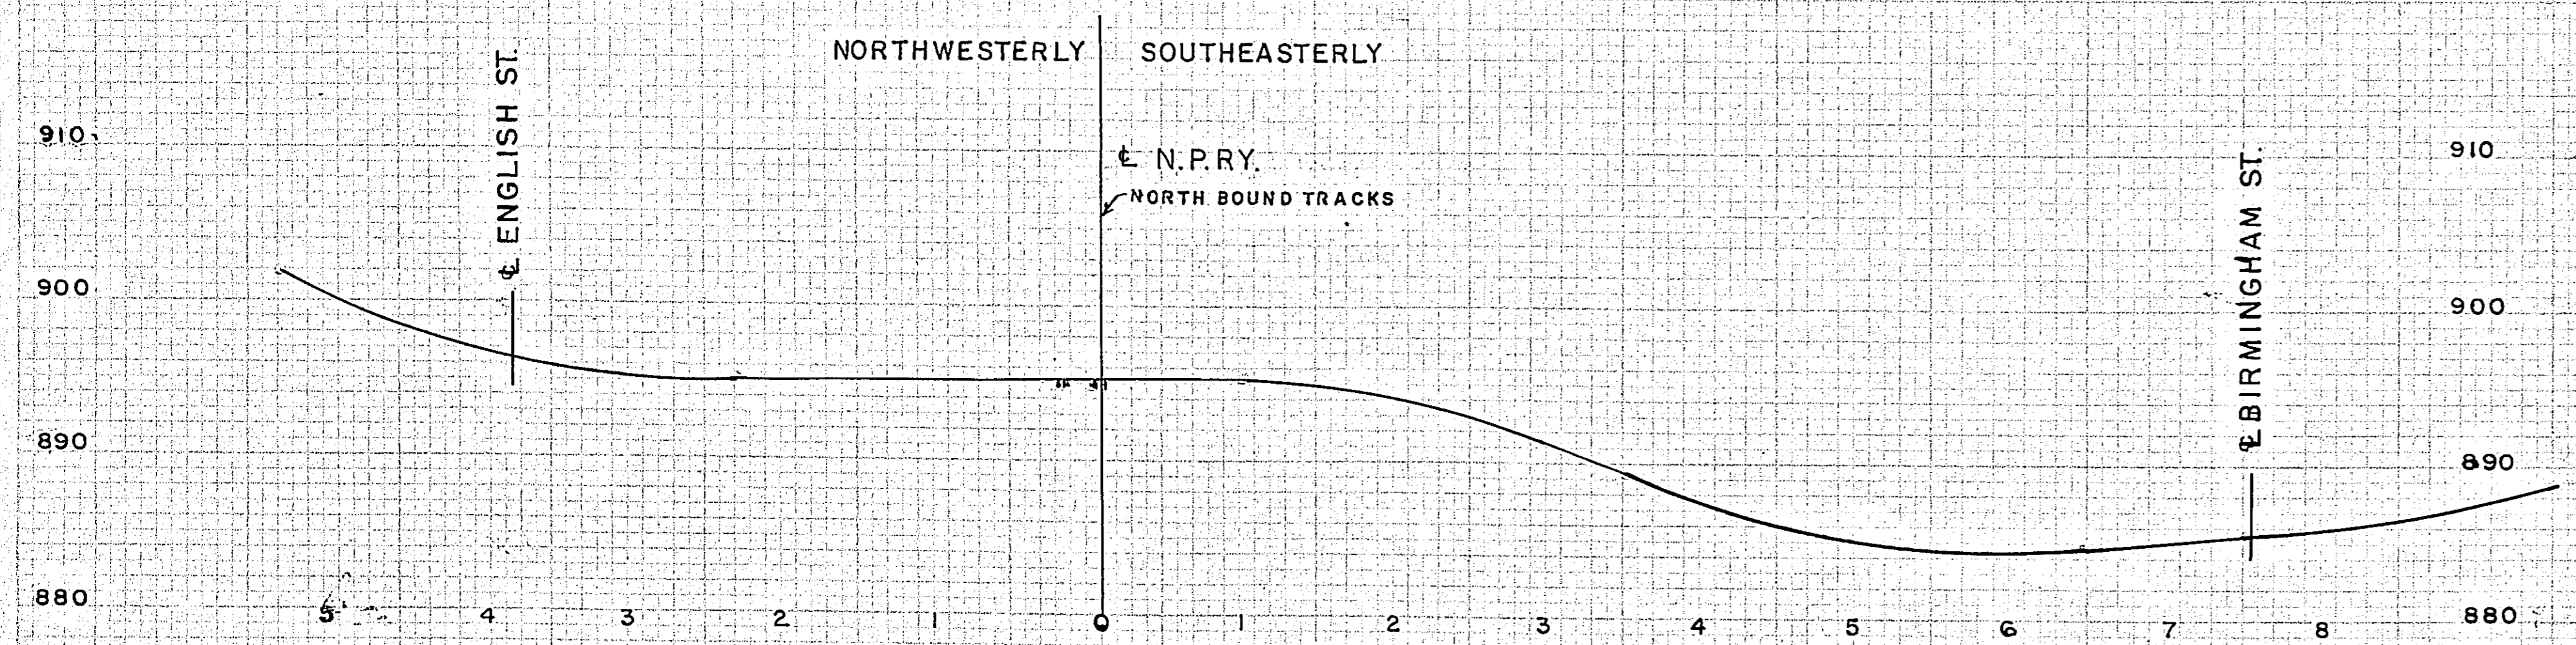 NORTHWESTERLY SOUTHEASTERLY
℄ ENGLISH ST.
℄ N.P.RY.
NORTH BOUND TRACKS
℄ BIRMINGHAM ST.
910 910
900 900
890 890
880 880
5 4 3 2 1 0 1 2 3 4 5 6 7 8